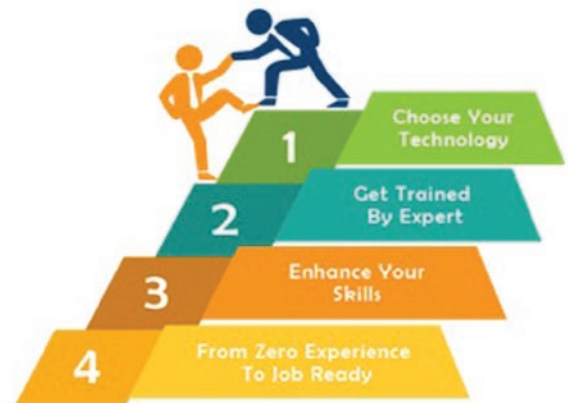 1
Choose Your
Technology
2
Get Trained
By Expert
3
Enhance Your
Skills
4
From Zero Experience
To Job Ready